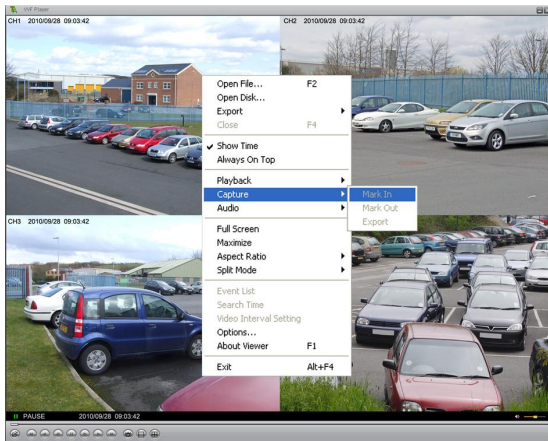 VVF Player
CH1 2010/09/28 09:03:42
CH2 2010/09/28 09:03:42
Open File... F2
Open Disk...
Export
Close F4
Show Time
Always On Top
Playback
Capture
Audio
Mark In
Mark Out
Export
Full Screen
Maximize
Aspect Ratio
Split Mode
Event List
Search Time
Video Interval Setting
Options...
About Viewer F1
Exit Alt+F4
CH3 2010/09/28 09:03:42
PAUSE 2010/09/28 09:03:42